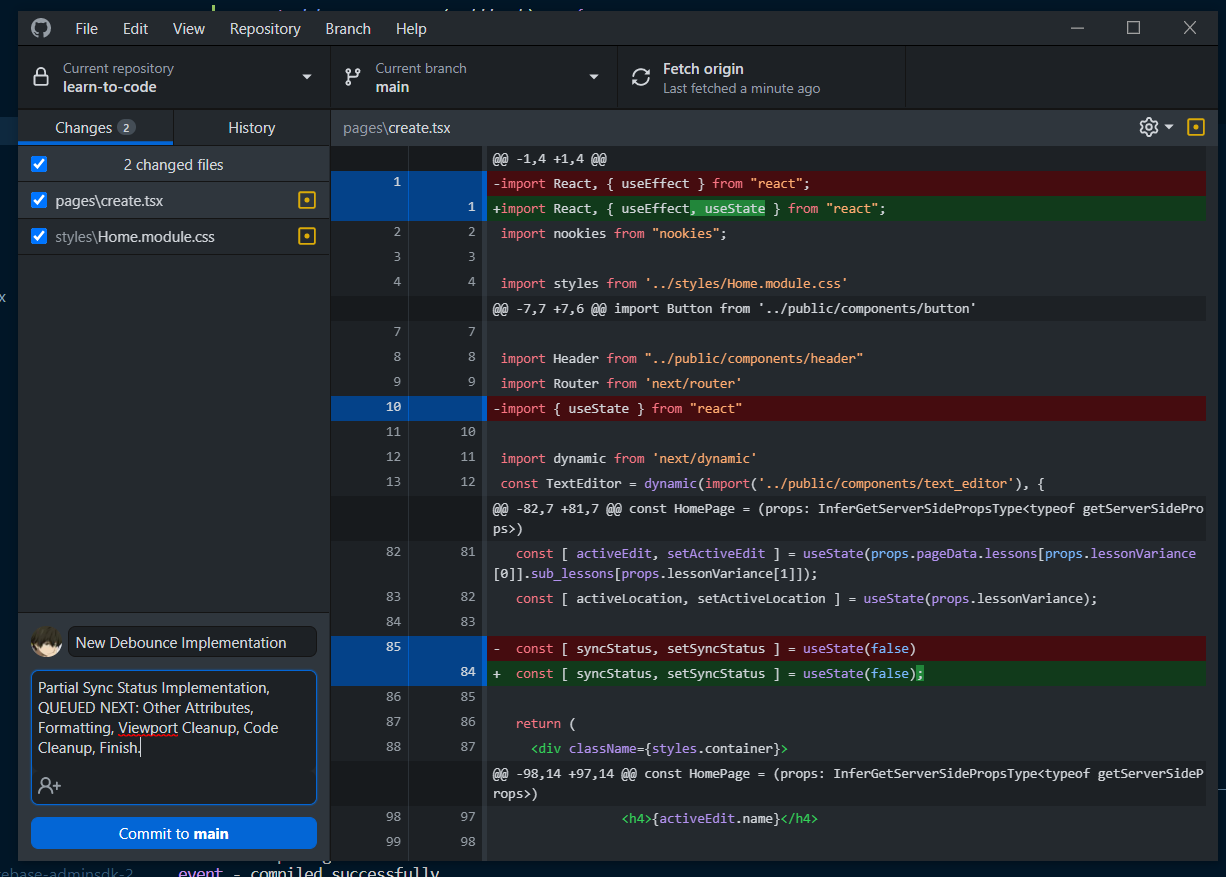 File Edit View Repository Branch Help
Current repository
learn-to-code
Current branch
main
Fetch origin
Last fetched a minute ago
Changes 2
History
2 changed files
pages\create.tsx
styles\Home.module.css
New Debounce Implementation
Partial Sync Status Implementation,
QUEUED NEXT: Other Attributes,
Formatting, Viewport Cleanup, Code
Cleanup, Finish.
Commit to main
pages\create.tsx
@@ -1,4 +1,4 @@
1 -import React, { useEffect } from "react";
1 +import React, { useEffect, useState } from "react";
2 2 import nookies from "nookies";
3 3
4 4 import styles from '../styles/Home.module.css'
@@ -7,7 +7,6 @@ import Button from '../public/components/button'
7 7
8 8 import Header from "../public/components/header"
9 9 import Router from 'next/router'
10 -import { useState } from "react"
11 10
12 11 import dynamic from 'next/dynamic'
13 12 const TextEditor = dynamic(import('../public/components/text_editor'), {
@@ -82,7 +81,7 @@ const HomePage = (props: InferGetServerSidePropsType<typeof getServerSidePro
ps>)
82 81 const [ activeEdit, setActiveEdit ] = useState(props.pageData.lessons[props.lessonVariance
[0]].sub_lessons[props.lessonVariance[1]]);
83 82 const [ activeLocation, setActiveLocation ] = useState(props.lessonVariance);
84 83
85 - const [ syncStatus, setSyncStatus ] = useState(false)
84 + const [ syncStatus, setSyncStatus ] = useState(false);
86 85
87 86 return (
88 87 <div className={styles.container}>
@@ -98,14 +97,14 @@ const HomePage = (props: InferGetServerSidePropsType<typeof getServerSideP
rops>)
98 97 <h4>{activeEdit.name}</h4>
99 98
event - compiled successfully